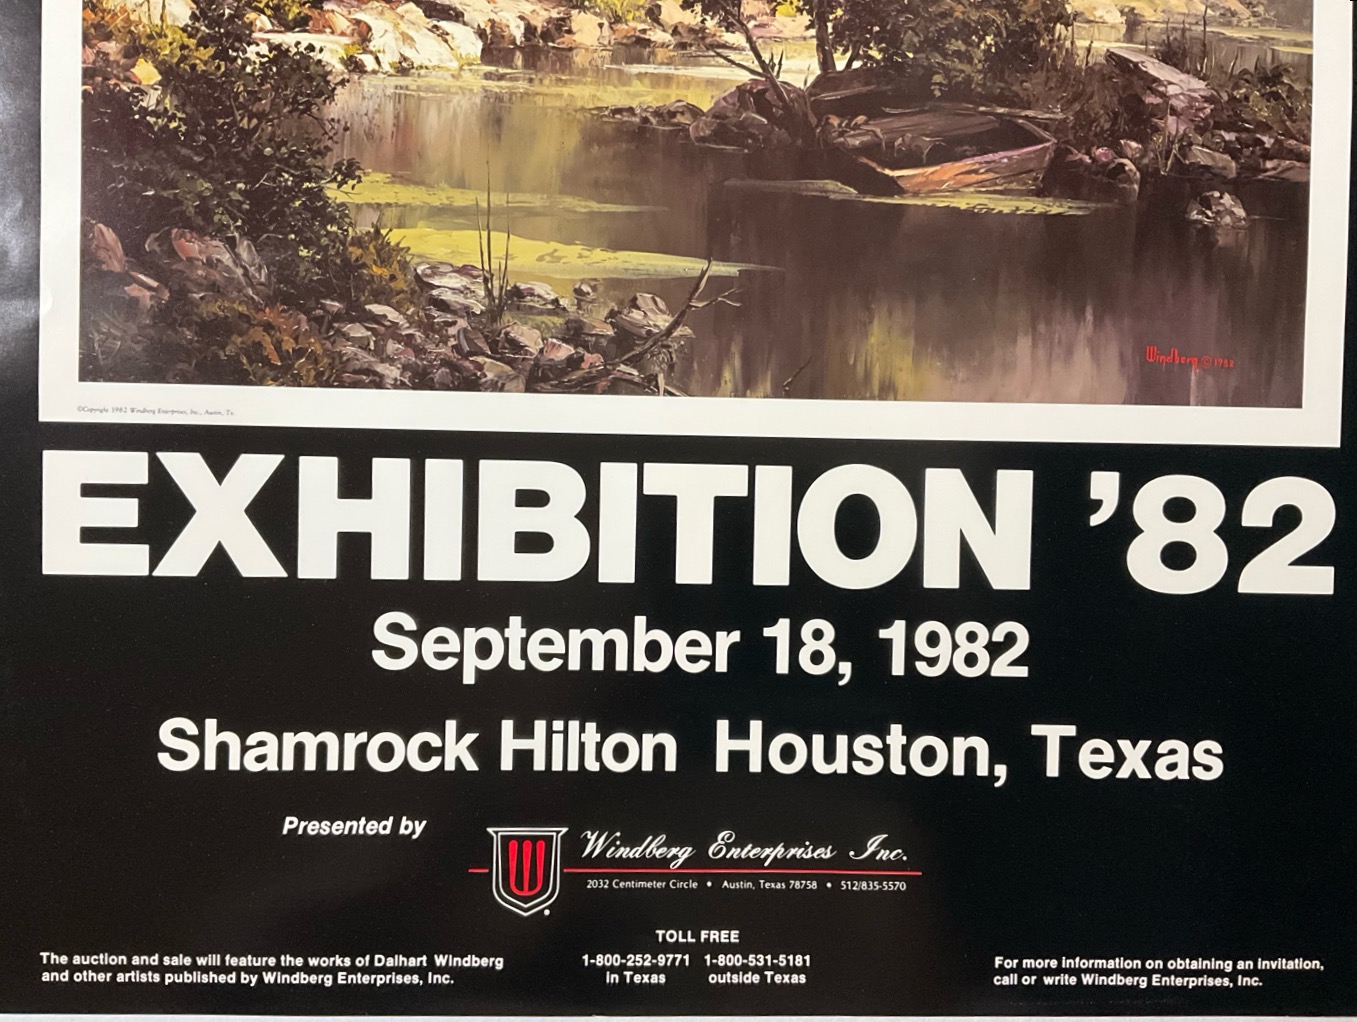 Windberg © 1982
©Copyright 1982 Windberg Enterprises, Inc., Austin, Tx.
EXHIBITION '82
September 18, 1982
Shamrock Hilton Houston, Texas
Presented by
Windberg Enterprises Inc.
2032 Centimeter Circle • Austin, Texas 78758 • 512/835-5570
TOLL FREE
1-800-252-9771 1-800-531-5181
in Texas outside Texas
The auction and sale will feature the works of Dalhart Windberg
and other artists published by Windberg Enterprises, Inc.
For more information on obtaining an invitation,
call or write Windberg Enterprises, Inc.